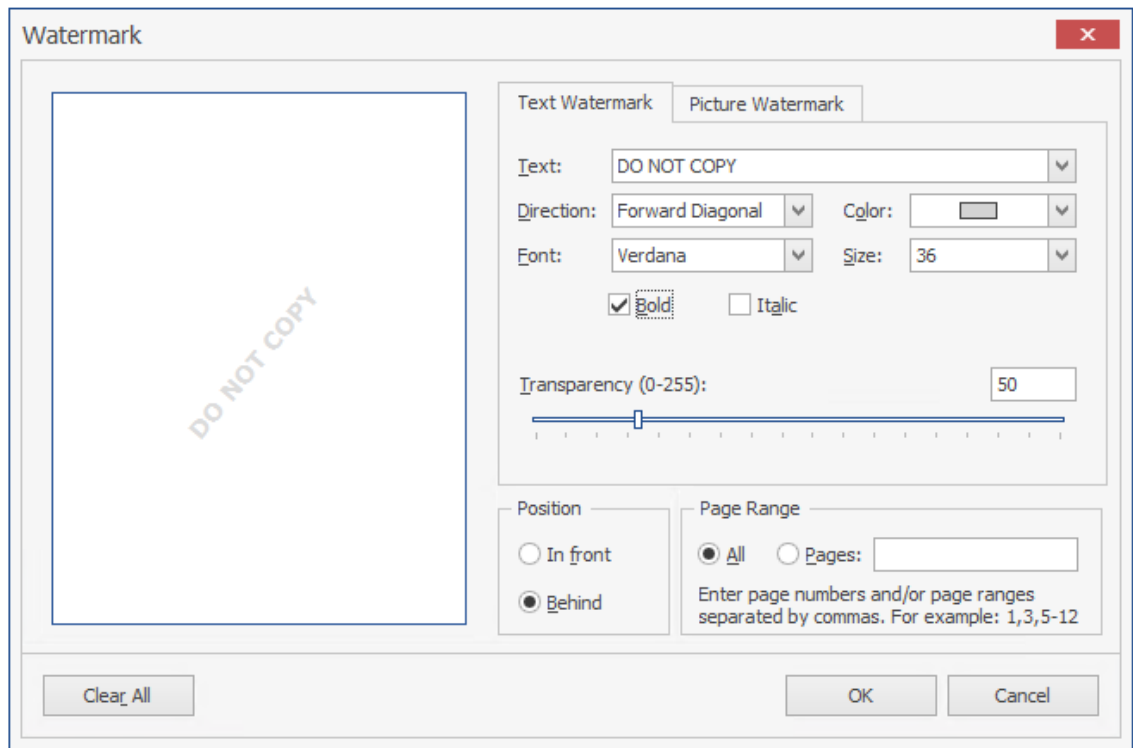 Watermark
DO NOT COPY
Text Watermark Picture Watermark
Text: DO NOT COPY
Direction: Forward Diagonal Color:
Font: Verdana Size: 36
Bold Italic
Transparency (0-255): 50
Position
In front
Behind
Page Range
All Pages:
Enter page numbers and/or page ranges
separated by commas. For example: 1,3,5-12
Clear All OK Cancel